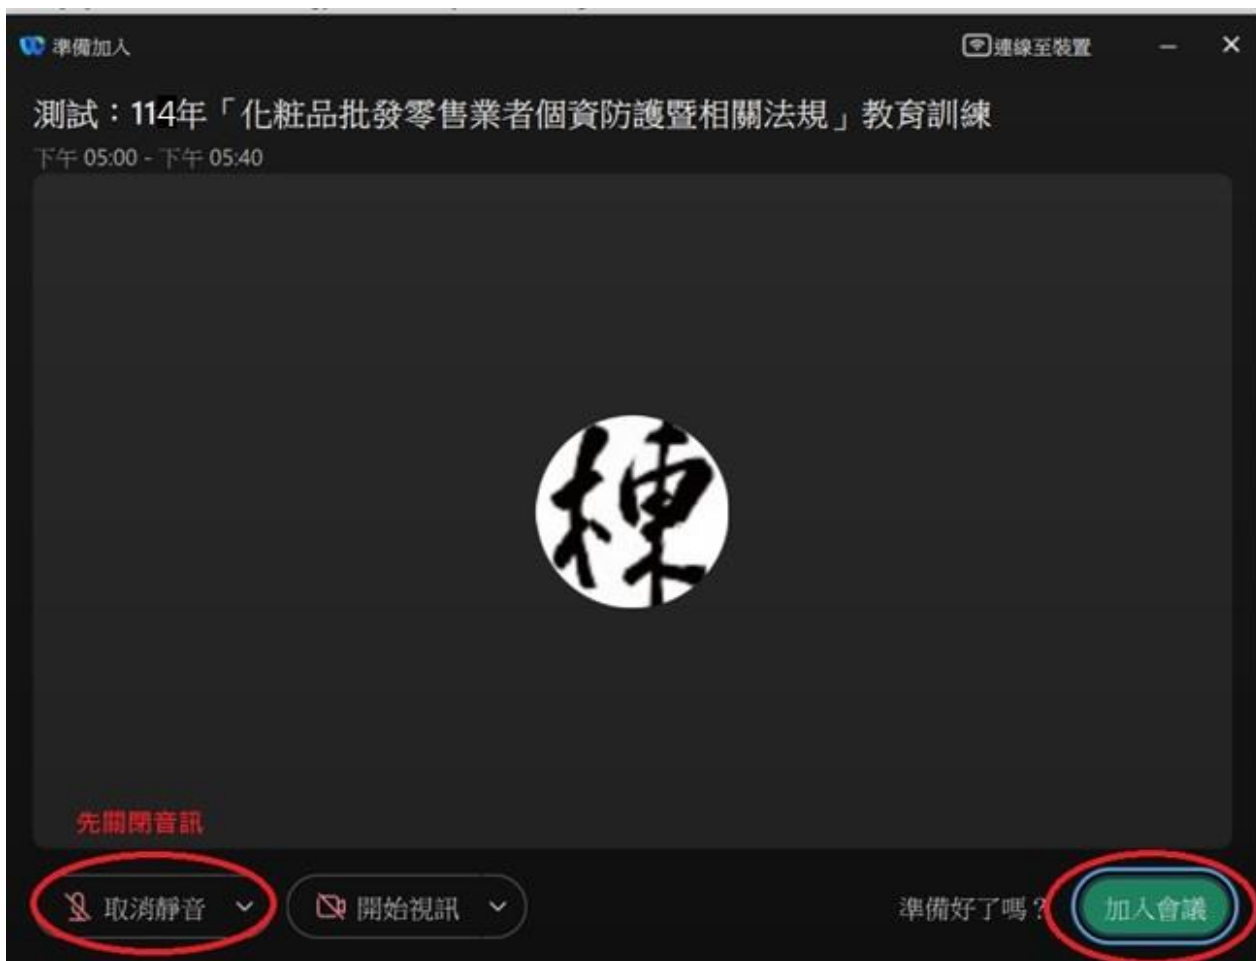 準備加入
連線至裝置
測試：114年「化粧品批發零售業者個資防護暨相關法規」教育訓練
下午 05:00 - 下午 05:40
棟
先關閉音訊
取消靜音
開始視訊
準備好了嗎？
加入會議